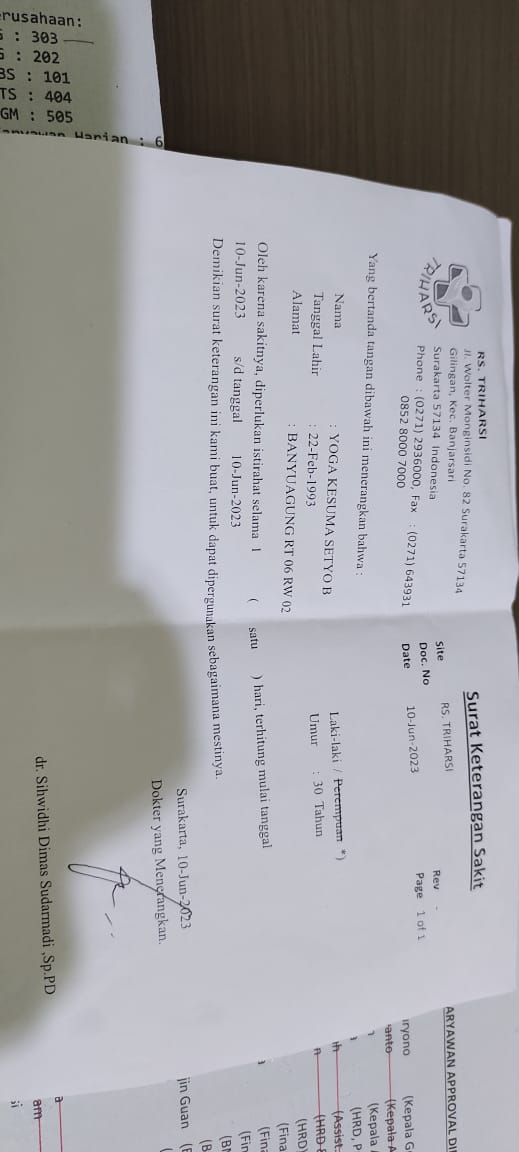 erusahaan:
: 303
: 202
BS : 101
TS : 404
GM : 505
Harian : 6
TRIHARSI
RS. TRIHARSI
Jl. Wolter Monginsidi No. 82 Surakarta 57134
Gilingan, Kec. Banjarsari
Surakarta 57134 Indonesia
Phone : (0271) 2936000, Fax : (0271) 643931
0852 8000 7000
Surat Keterangan Sakit
Site RS. TRIHARSI Rev -
Doc. No Page 1 of 1
Date 10-Jun-2023
Yang bertanda tangan dibawah ini menerangkan bahwa :
Nama : YOGA KESUMA SETYO B Laki-laki / Perempuan *)
Tanggal Lahir : 22-Feb-1993 Umur : 30 Tahun
Alamat : BANYUAGUNG RT 06 RW 02
Oleh karena sakitnya, diperlukan istirahat selama 1 ( satu ) hari, terhitung mulai tanggal
10-Jun-2023 s/d tanggal 10-Jun-2023
Demikian surat keterangan ini kami buat, untuk dapat dipergunakan sebagaimana mestinya.
Surakarta, 10-Jun-2023
Dokter yang Menerangkan.
dr. Sihwidhi Dimas Sudarmadi ,Sp.PD
ARYAWAN APPROVAL DI
aryono (Kepala G
anto (Kepala A
(Kepala
(HRD, P
(Assist.
(HRD
(HRD
(Fina
(Fina
(Fin
jin Guan
am